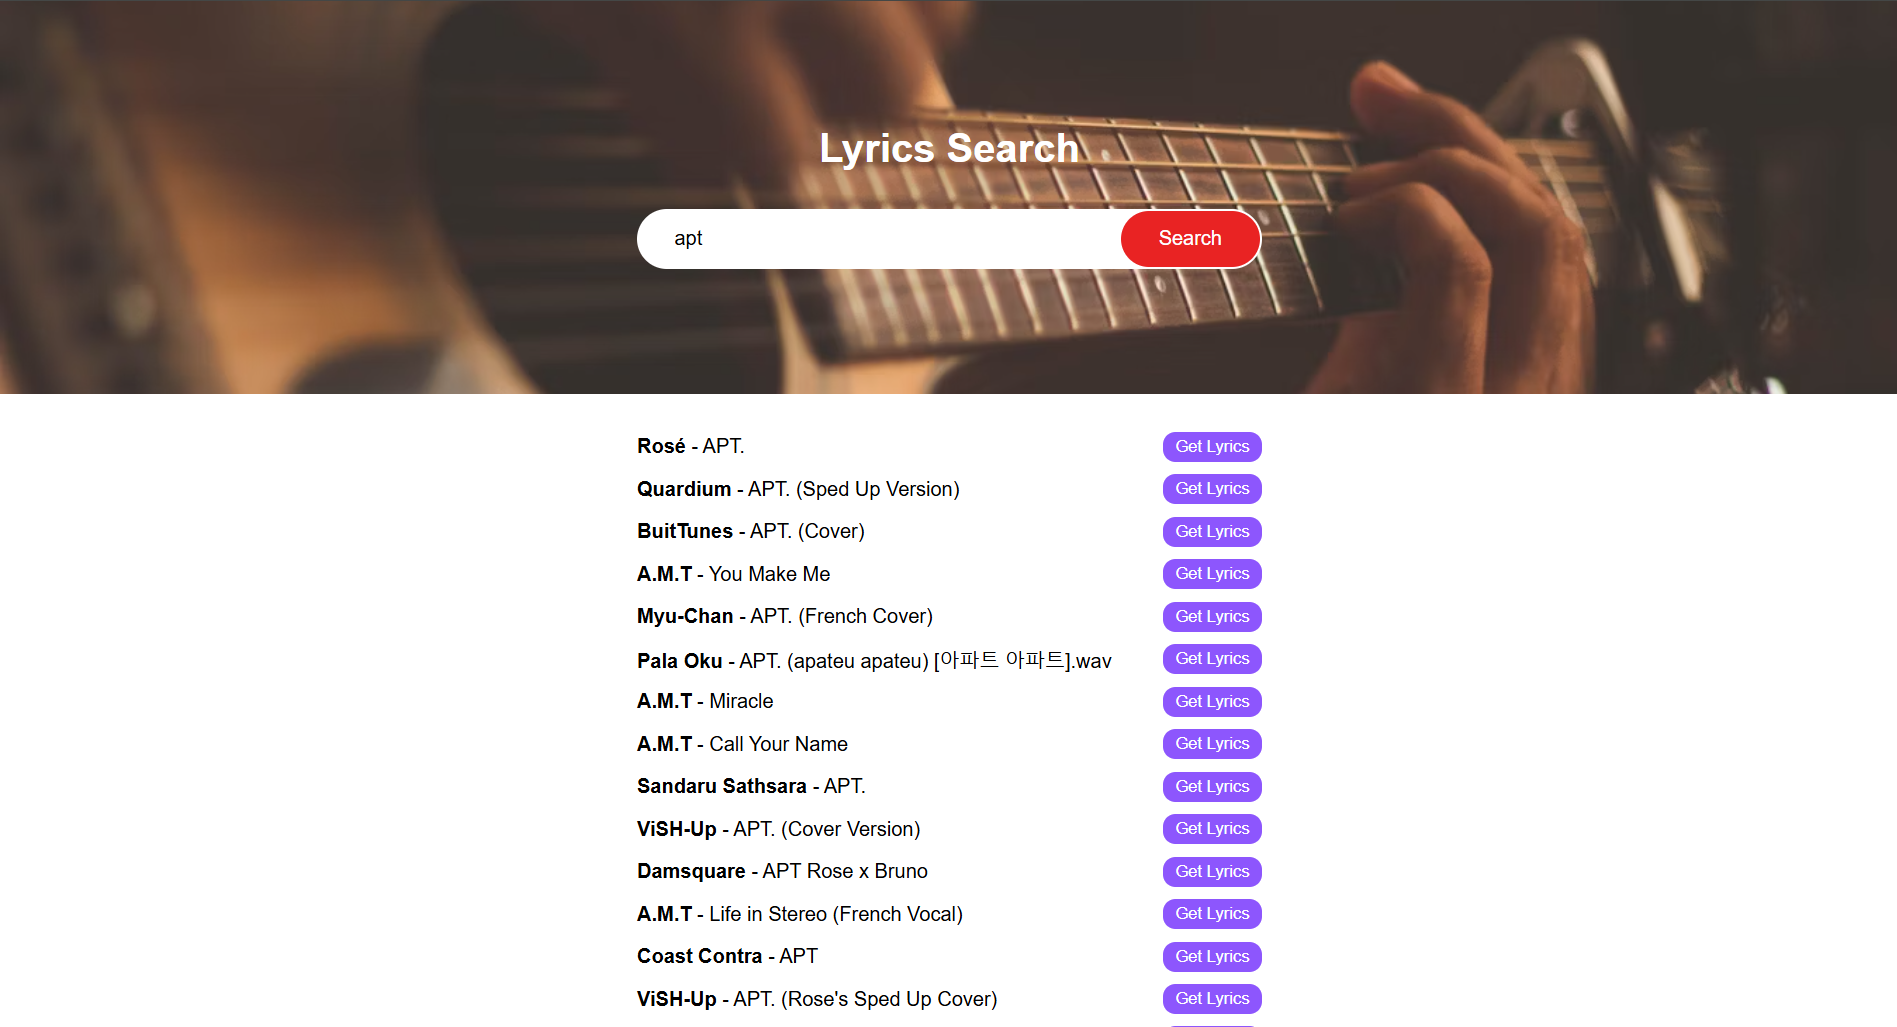 Lyrics Search
apt Search
Rosé - APT. Get Lyrics
Quardium - APT. (Sped Up Version) Get Lyrics
BuitTunes - APT. (Cover) Get Lyrics
A.M.T - You Make Me Get Lyrics
Myu-Chan - APT. (French Cover) Get Lyrics
Pala Oku - APT. (apateu apateu) [아파트 아파트].wav Get Lyrics
A.M.T - Miracle Get Lyrics
A.M.T - Call Your Name Get Lyrics
Sandaru Sathsara - APT. Get Lyrics
ViSH-Up - APT. (Cover Version) Get Lyrics
Damsquare - APT Rose x Bruno Get Lyrics
A.M.T - Life in Stereo (French Vocal) Get Lyrics
Coast Contra - APT Get Lyrics
ViSH-Up - APT. (Rose's Sped Up Cover) Get Lyrics